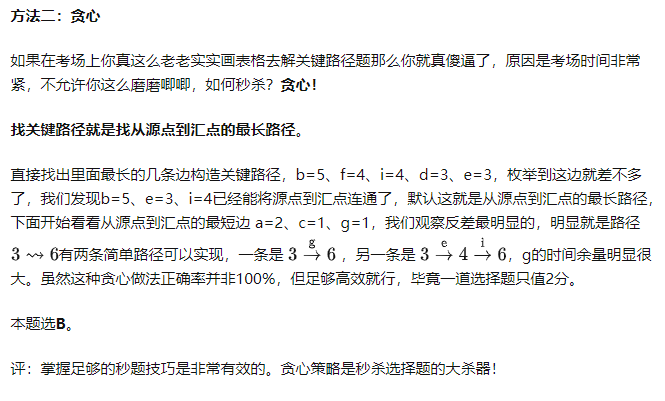 方法二：贪心
如果在考场上你真这么老老实实画表格去解关键路径题那么你就真傻逼了，原因是考场时间非常
紧，不允许你这么磨磨唧唧，如何秒杀？贪心！
找关键路径就是找从源点到汇点的最长路径。
直接找出里面最长的几条边构造关键路径，b=5、f=4、i=4、d=3、e=3，枚举到这边就差不多
了，我们发现b=5、e=3、i=4已经能将源点到汇点连通了，默认这就是从源点到汇点的最长路径，
下面开始看看从源点到汇点的最短边 a=2、c=1、g=1，我们观察反差最明显的，明显就是路径
3 ⇝ 6有两条简单路径可以实现，一条是 3 →^g 6 ，另一条是 3 →^e 4 →^i 6，g的时间余量明显很
大。虽然这种贪心做法正确率并非100%，但足够高效就行，毕竟一道选择题只值2分。
本题选B。
评：掌握足够的秒题技巧是非常有效的。贪心策略是秒杀选择题的大杀器！